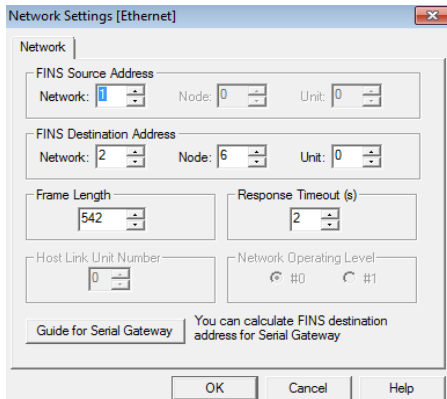 Network Settings [Ethernet]
Network
FINS Source Address
Network: 1 Node: 0 Unit: 0
FINS Destination Address
Network: 2 Node: 6 Unit: 0
Frame Length Response Timeout (s)
542 2
Host Link Unit Number Network Operating Level
0 #0 #1
Guide for Serial Gateway You can calculate FINS destination
address for Serial Gateway
OK Cancel Help